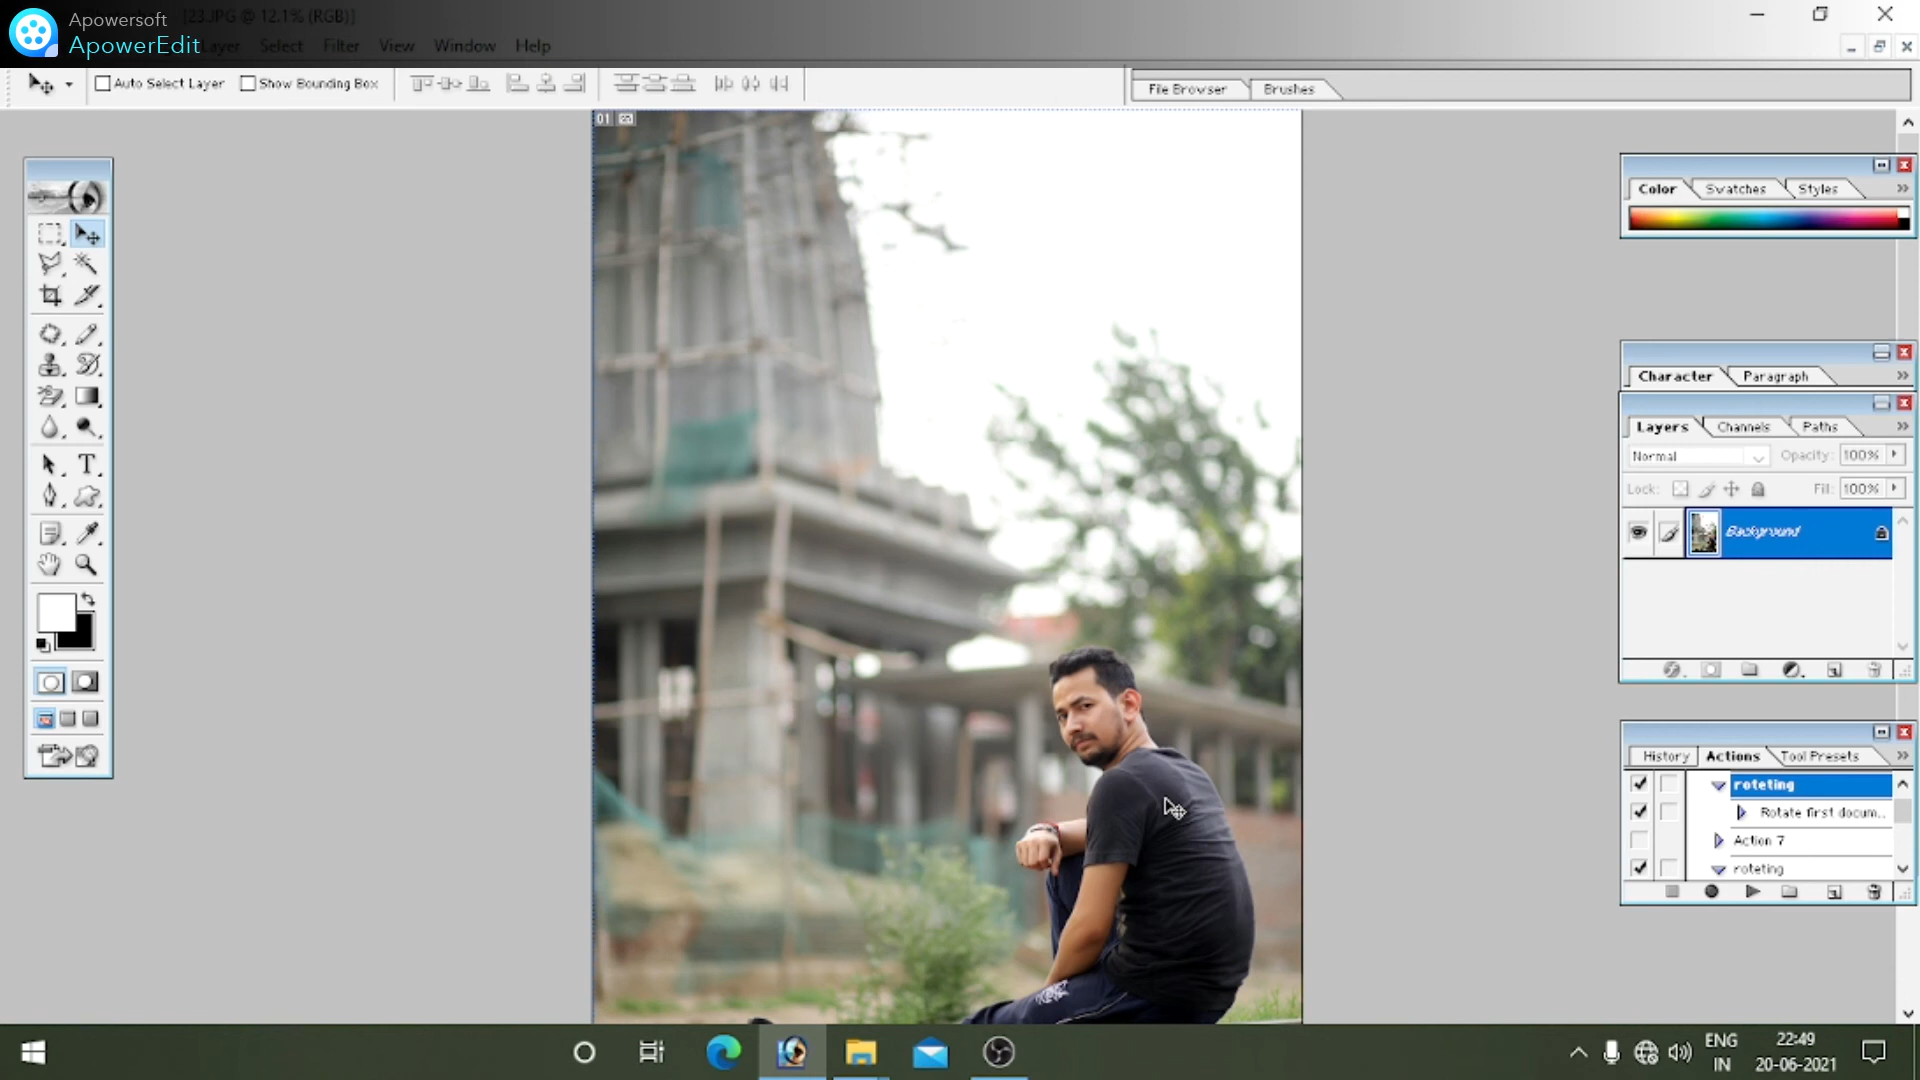 Apowersoft
ApowerEdit
[23.JPG @ 12.1% (RGB)]
Layer Select Filter View Window Help
Auto Select Layer
Show Bounding Box
File Browser
Brushes
01
Color
Swatches
Styles
Character
Paragraph
Layers
Channels
Paths
Normal
Opacity: 100%
Lock:
Fill: 100%
Background
History
Actions
Tool Presets
roteting
Rotate first docum..
Action 7
roteting
T
ENG
IN
22:49
20-06-2021